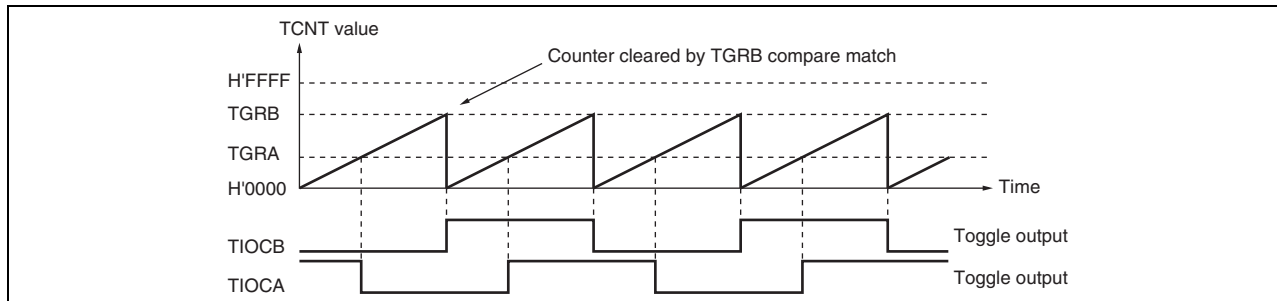 TCNT value
Counter cleared by TGRB compare match
H'FFFF
TGRB
TGRA
H'0000
Time
TIOCB
Toggle output
TIOCA
Toggle output